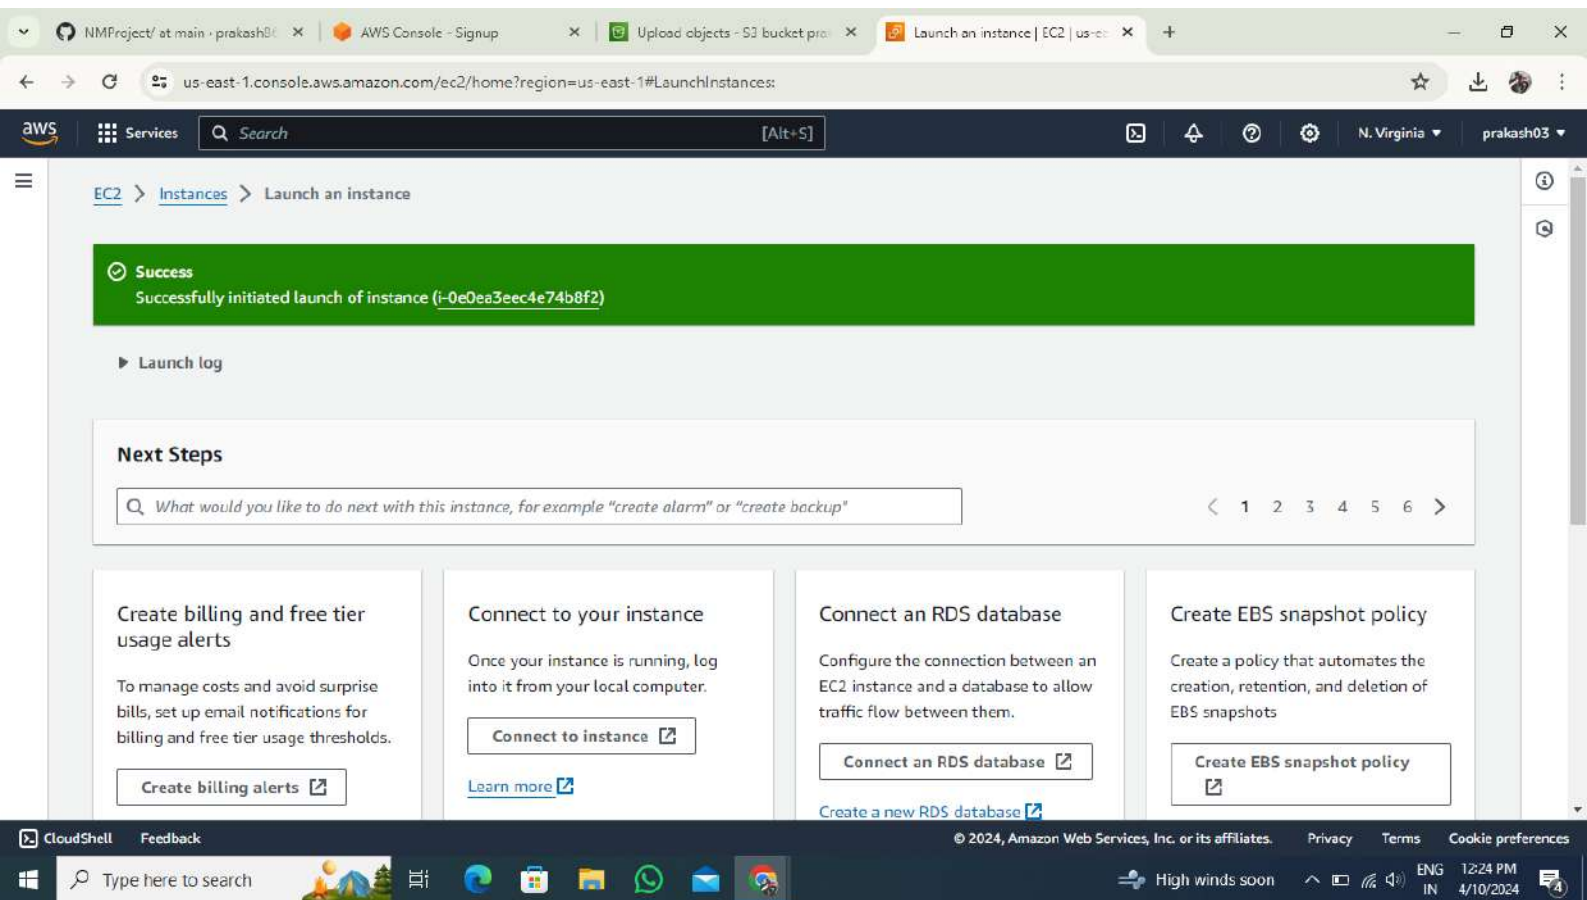 NMProject/ at main · prakash8
AWS Console - Signup
Upload objects - S3 bucket pra
Launch an instance | EC2 | us-ea
us-east-1.console.aws.amazon.com/ec2/home?region=us-east-1#LaunchInstances:
aws
Services
Search
[Alt+S]
N. Virginia
prakash03
EC2
Instances
Launch an instance
Success
Successfully initiated launch of instance (i-0e0ea3eec4e74b8f2)
Launch log
Next Steps
What would you like to do next with this instance, for example "create alarm" or "create backup"
1 2 3 4 5 6
Create billing and free tier
usage alerts
To manage costs and avoid surprise
bills, set up email notifications for
billing and free tier usage thresholds.
Create billing alerts
Connect to your instance
Once your instance is running, log
into it from your local computer.
Connect to instance
Learn more
Connect an RDS database
Configure the connection between an
EC2 instance and a database to allow
traffic flow between them.
Connect an RDS database
Create a new RDS database
Create EBS snapshot policy
Create a policy that automates the
creation, retention, and deletion of
EBS snapshots
Create EBS snapshot policy
CloudShell
Feedback
© 2024, Amazon Web Services, Inc. or its affiliates.
Privacy
Terms
Cookie preferences
Type here to search
High winds soon
ENG
IN
12:24 PM
4/10/2024
4